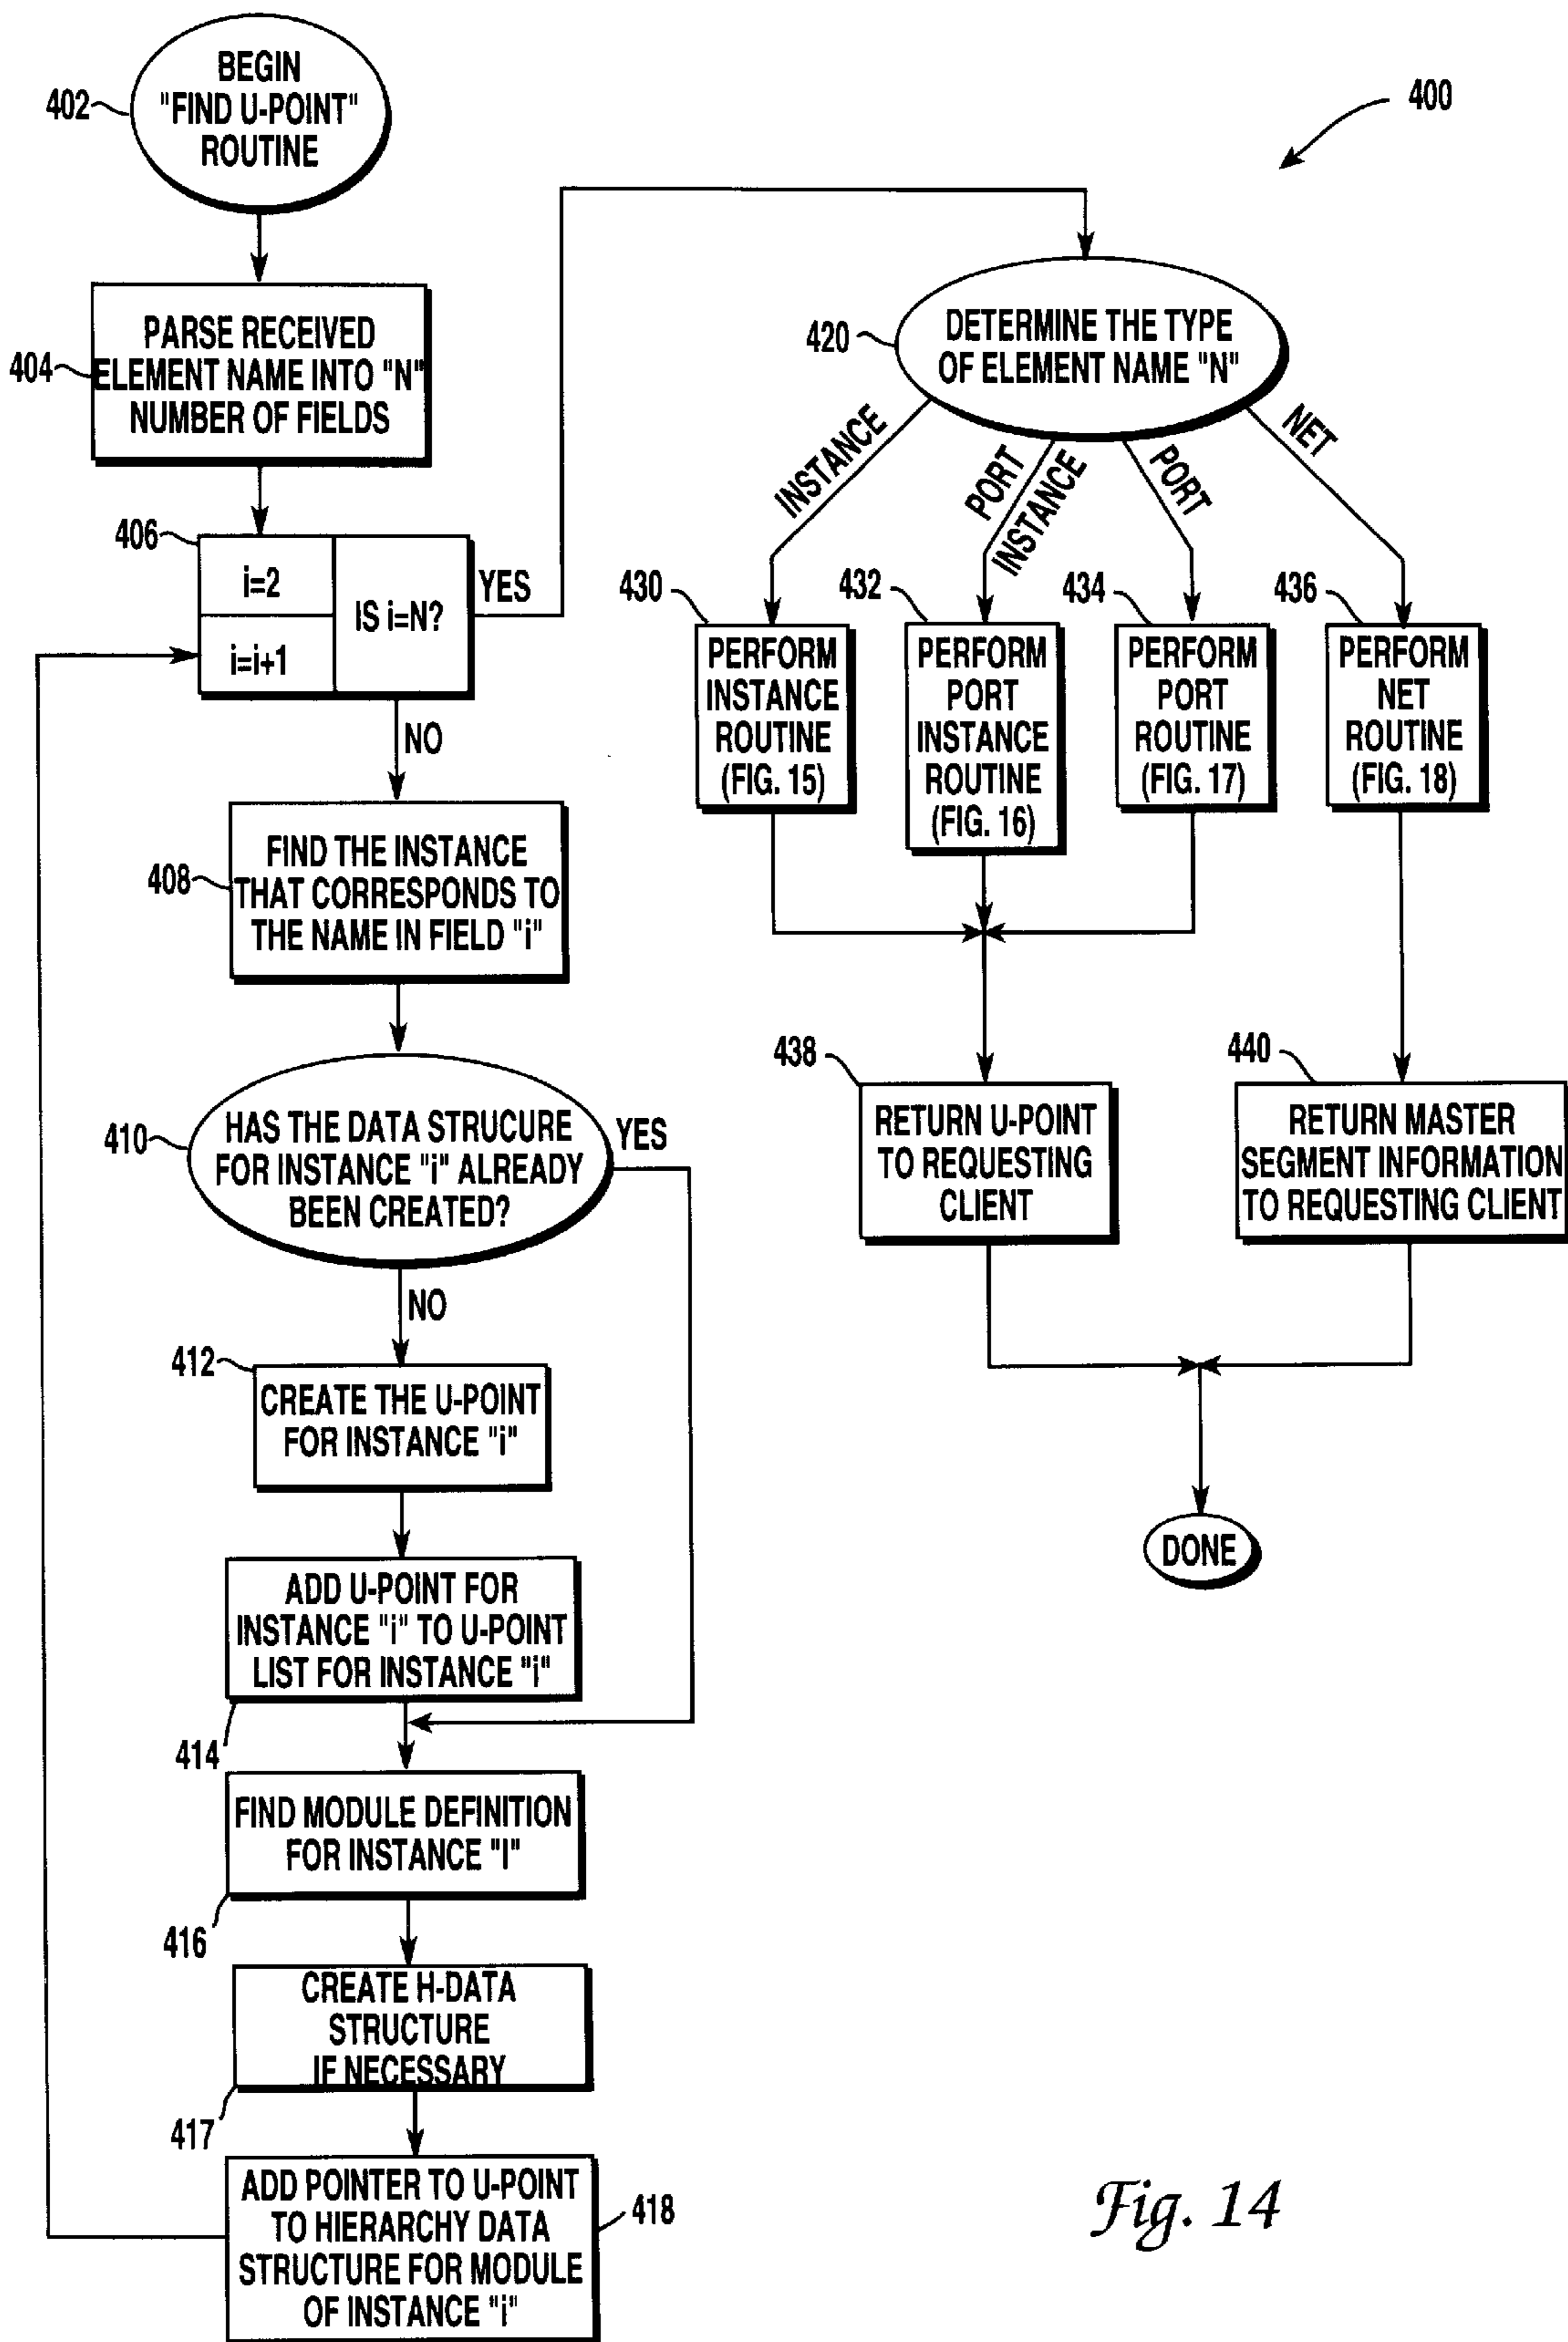 402
BEGIN
"FIND U-POINT"
ROUTINE
400
404
PARSE RECEIVED
ELEMENT NAME INTO "N"
NUMBER OF FIELDS
406
i=2
i=i+1
IS i=N?
YES
NO
408
FIND THE INSTANCE
THAT CORRESPONDS TO
THE NAME IN FIELD "i"
410
HAS THE DATA STRUCURE
FOR INSTANCE "i" ALREADY
BEEN CREATED?
YES
NO
412
CREATE THE U-POINT
FOR INSTANCE "i"
ADD U-POINT FOR
INSTANCE "i" TO U-POINT
LIST FOR INSTANCE "i"
414
FIND MODULE DEFINITION
FOR INSTANCE "I"
416
CREATE H-DATA
STRUCTURE
IF NECESSARY
417
ADD POINTER TO U-POINT
TO HIERARCHY DATA
STRUCTURE FOR MODULE
OF INSTANCE "i"
418
420
DETERMINE THE TYPE
OF ELEMENT NAME "N"
INSTANCE
PORT
INSTANCE
PORT
NET
430
PERFORM
INSTANCE
ROUTINE
(FIG. 15)
432
PERFORM
PORT
INSTANCE
ROUTINE
(FIG. 16)
434
PERFORM
PORT
ROUTINE
(FIG. 17)
436
PERFORM
NET
ROUTINE
(FIG. 18)
438
RETURN U-POINT
TO REQUESTING
CLIENT
440
RETURN MASTER
SEGMENT INFORMATION
TO REQUESTING CLIENT
DONE
Fig. 14